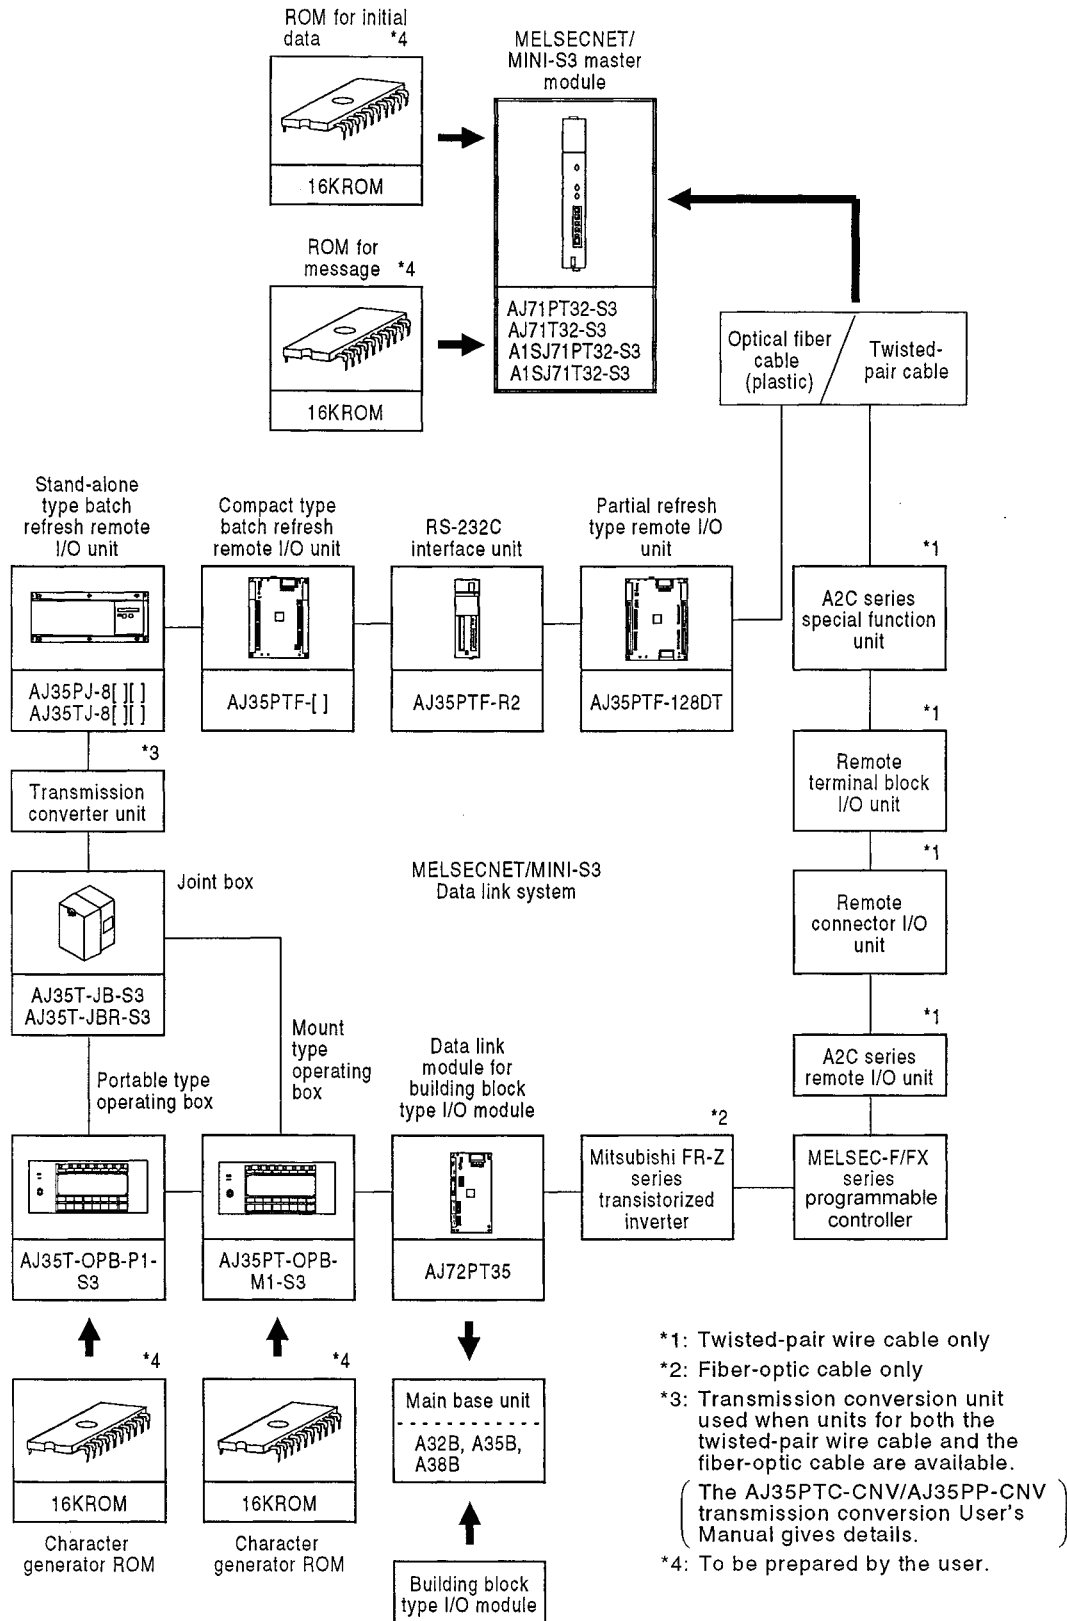 ROM for initial
data *4
16KROM
MELSECNET/
MINI-S3 master
module
AJ71PT32-S3
AJ71T32-S3
A1SJ71PT32-S3
A1SJ71T32-S3
ROM for
message *4
16KROM
Optical fiber
cable
(plastic)
Twisted-
pair cable
Stand-alone
type batch
refresh remote
I/O unit
AJ35PJ-8[ ][ ]
AJ35TJ-8[ ][ ]
Compact type
batch refresh
remote I/O unit
AJ35PTF-[ ]
RS-232C
interface unit
AJ35PTF-R2
Partial refresh
type remote I/O
unit
AJ35PTF-128DT
*1
A2C series
special function
unit
*1
Remote
terminal block
I/O unit
*1
Remote
connector I/O
unit
*1
A2C series
remote I/O unit
*3
Transmission
converter unit
Joint box
AJ35T-JB-S3
AJ35T-JBR-S3
MELSECNET/MINI-S3
Data link system
Portable type
operating box
AJ35T-OPB-P1-
S3
Mount
type
operating
box
AJ35PT-OPB-
M1-S3
Data link
module for
building block
type I/O module
AJ72PT35
*2
Mitsubishi FR-Z
series
transistorized
inverter
MELSEC-F/FX
series
programmable
controller
*4
16KROM
Character
generator ROM
*4
16KROM
Character
generator ROM
Main base unit
A32B, A35B,
A38B
Building block
type I/O module
*1: Twisted-pair wire cable only
*2: Fiber-optic cable only
*3: Transmission conversion unit
used when units for both the
twisted-pair wire cable and the
fiber-optic cable are available.
(The AJ35PTC-CNV/AJ35PP-CNV
transmission conversion User's
Manual gives details.)
*4: To be prepared by the user.